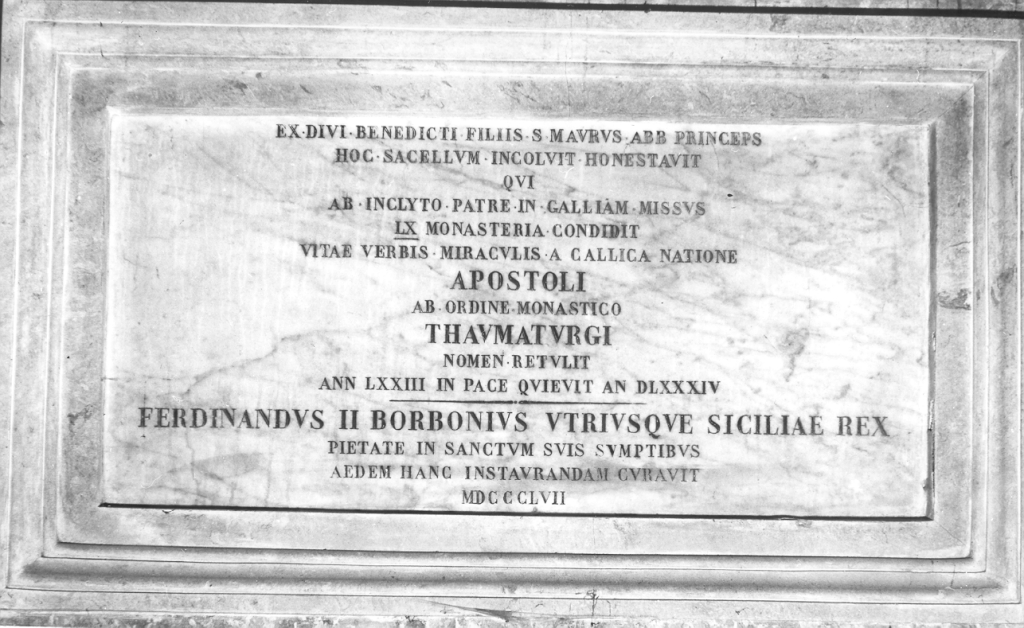 EX·DIVI·BENEDICTI·FILIIS·S·MAVRVS·ABB PRINCEPS
HOC·SACELLVM·INCOLVIT·HONESTAVIT
QVI
AB·INCLYTO·PATRE·IN·GALLIAM·MISSVS
LX MONASTERIA·CONDIDIT
VITAE VERBIS·MIRACVLIS·A CALLICA NATIONE
APOSTOLI
AB·ORDINE·MONASTICO
THAVMATVRGI
NOMEN·RETVLIT
ANN LXXIII IN PACE QVIEVIT AN DLXXXIV
FERDINANDVS II BORBONIVS VTRIVSQVE SICILIAE REX
PIETATE IN SANCTVM SVIS SVMPTIBVS
AEDEM HANC INSTAVRANDAM CVRAVIT
MDCCCLVII